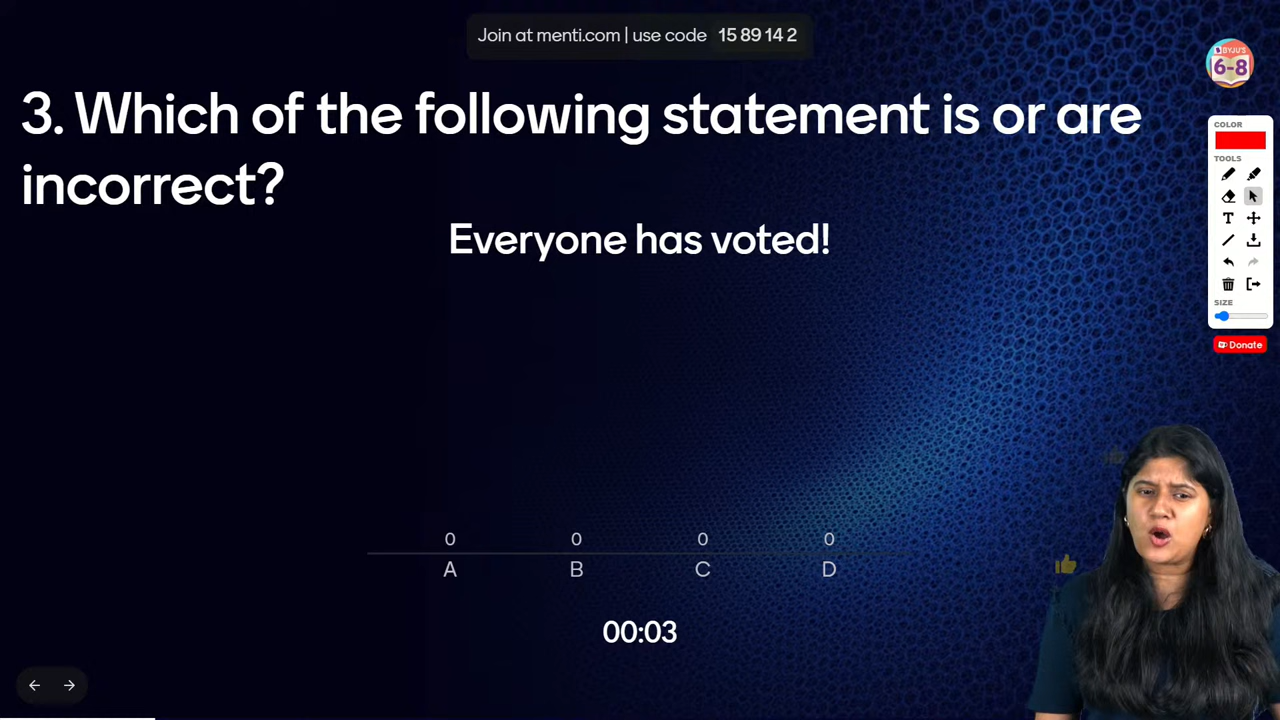 Join at menti.com | use code 15 89 14 2
BYJU'S
6-8
3. Which of the following statement is or are
incorrect?
Everyone has voted!
COLOR
TOOLS
T
SIZE
Donate
0 0 0 0
A B C D
00:03